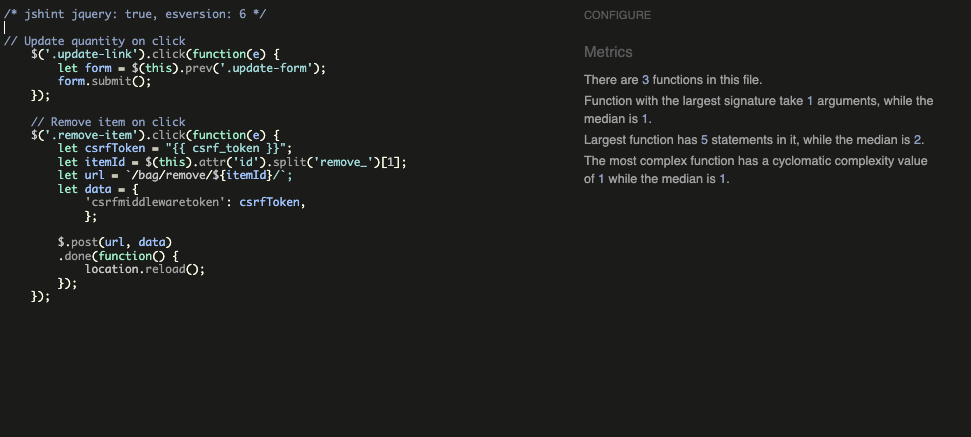 /* jshint jquery: true, esversion: 6 */
// Update quantity on click
$('.update-link').click(function(e) {
let form = $(this).prev('.update-form');
form.submit();
});
// Remove item on click
$('.remove-item').click(function(e) {
let csrfToken = "{{ csrf_token }}";
let itemId = $(this).attr('id').split('remove_')[1];
let url = `/bag/remove/${itemId}/`;
let data = {
'csrfmiddlewaretoken': csrfToken,
};
$.post(url, data)
.done(function() {
location.reload();
});
});
CONFIGURE
Metrics
There are 3 functions in this file.
Function with the largest signature take 1 arguments, while the
median is 1.
Largest function has 5 statements in it, while the median is 2.
The most complex function has a cyclomatic complexity value
of 1 while the median is 1.